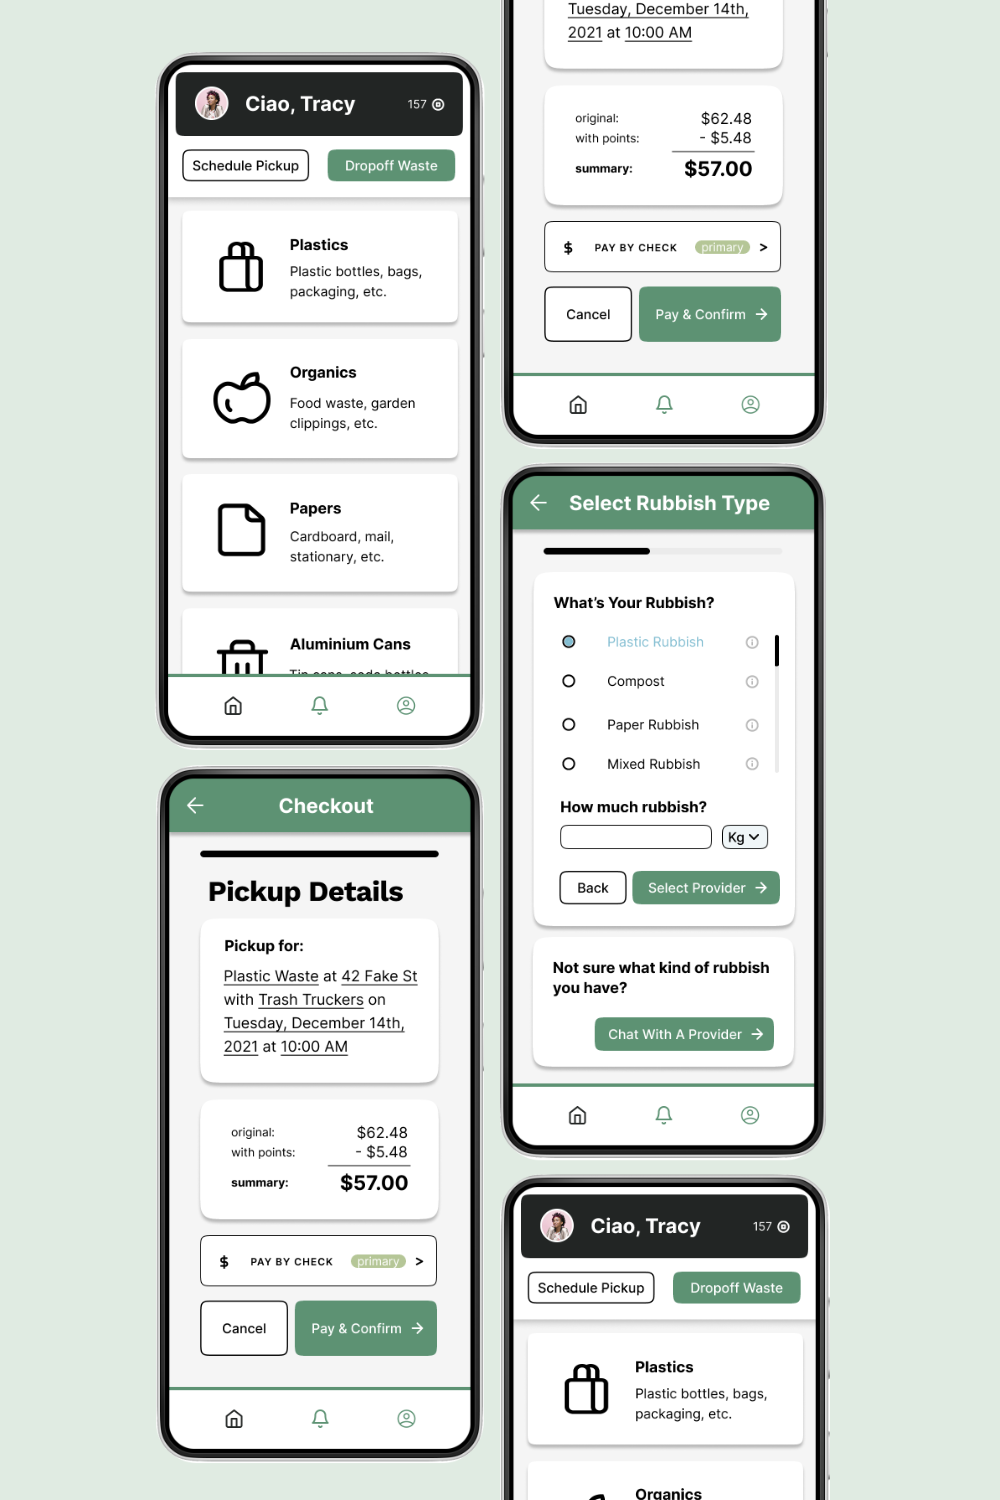 Ciao, Tracy
157
Schedule Pickup
Dropoff Waste
Plastics
Plastic bottles, bags,
packaging, etc.
Organics
Food waste, garden
clippings, etc.
Papers
Cardboard, mail,
stationary, etc.
Aluminium Cans
Checkout
Pickup Details
Pickup for:
Plastic Waste at 42 Fake St
with Trash Truckers on
Tuesday, December 14th,
2021 at 10:00 AM
original: $62.48
with points: - $5.48
summary: $57.00
$ PAY BY CHECK primary >
Cancel
Pay & Confirm
Tuesday, December 14th,
2021 at 10:00 AM
original: $62.48
with points: - $5.48
summary: $57.00
$ PAY BY CHECK primary >
Cancel
Pay & Confirm
Select Rubbish Type
What's Your Rubbish?
Plastic Rubbish
Compost
Paper Rubbish
Mixed Rubbish
How much rubbish?
Kg
Back
Select Provider
Not sure what kind of rubbish
you have?
Chat With A Provider
Ciao, Tracy
157
Schedule Pickup
Dropoff Waste
Plastics
Plastic bottles, bags,
packaging, etc.
Organics